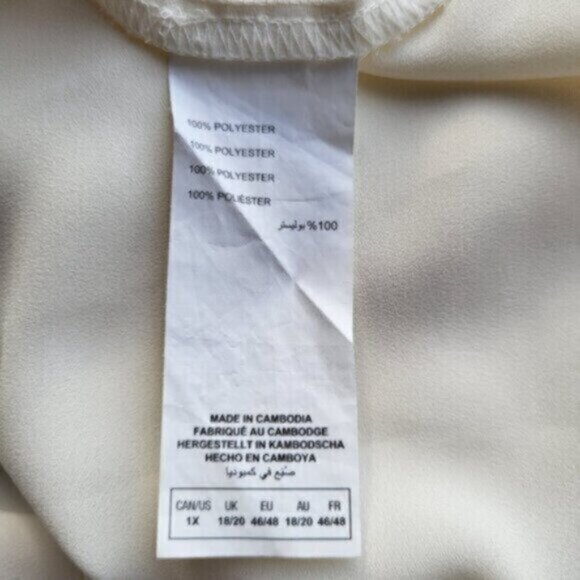 100% POLYESTER
100% POLYESTER
100% POLYESTER
100% POLIÉSTER
100% بوليستر
MADE IN CAMBODIA
FABRIQUÉ AU CAMBODGE
HERGESTELLT IN KAMBODSCHA
HECHO EN CAMBOYA
صُنِع في كمبوديا
CAN/US UK EU AU FR
1X 18/20 46/48 18/20 46/48